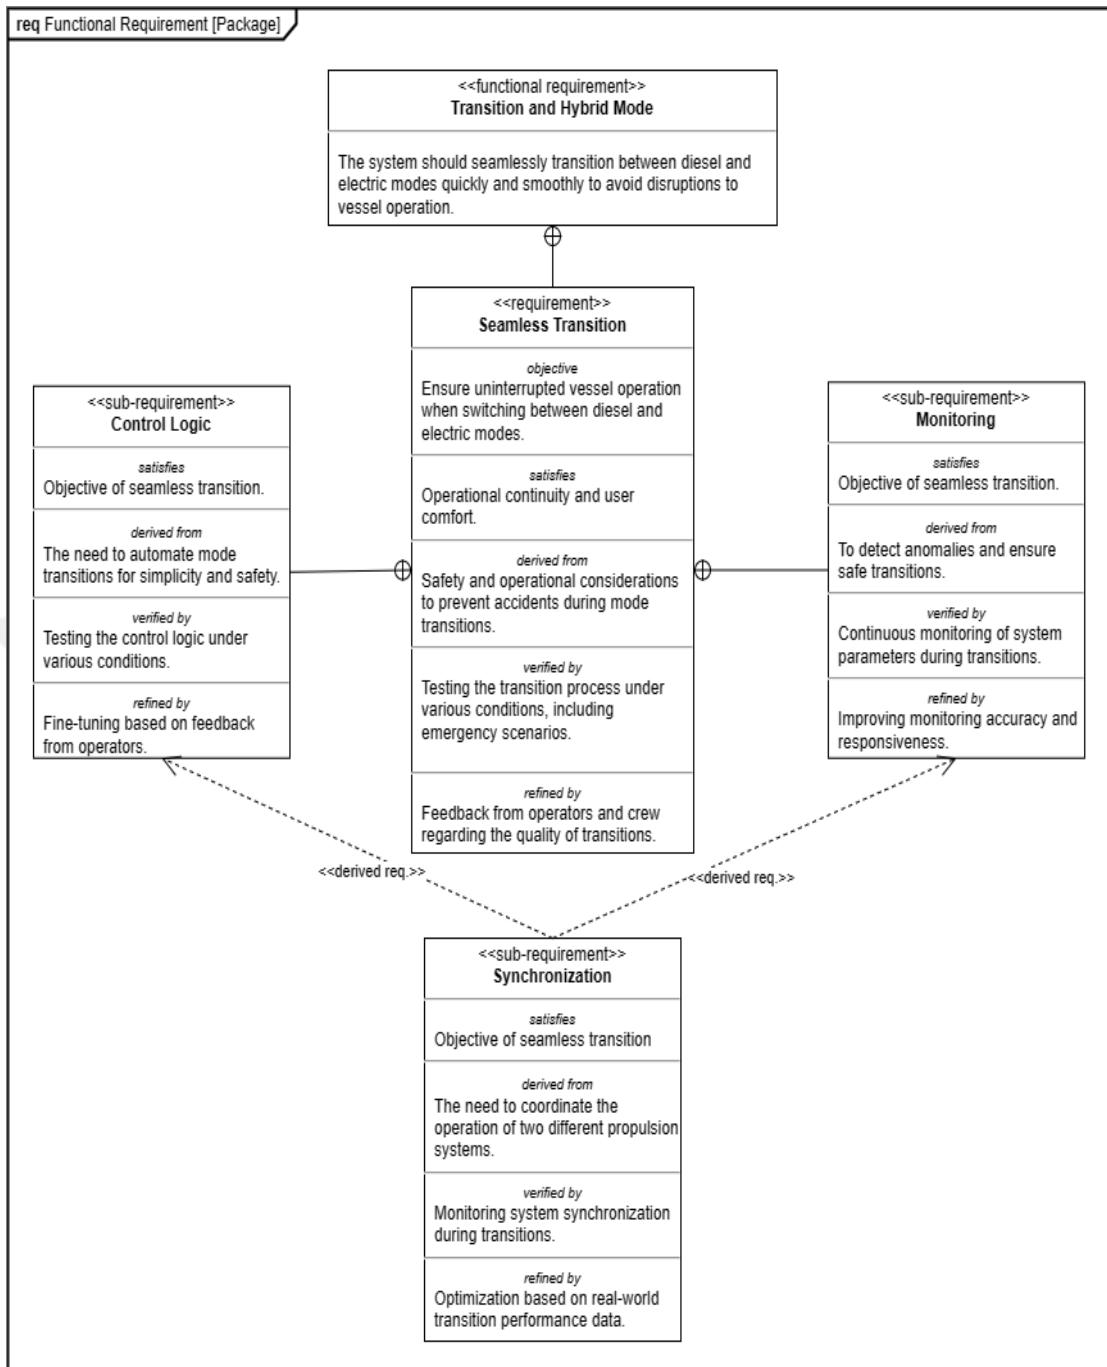 req Functional Requirement [Package]
<<functional requirement>>
Transition and Hybrid Mode
The system should seamlessly transition between diesel and
electric modes quickly and smoothly to avoid disruptions to
vessel operation.
<<requirement>>
Seamless Transition
objective
Ensure uninterrupted vessel operation
when switching between diesel and
electric modes.
satisfies
Operational continuity and user
comfort.
derived from
Safety and operational considerations
to prevent accidents during mode
transitions.
verified by
Testing the transition process under
various conditions, including
emergency scenarios.
refined by
Feedback from operators and crew
regarding the quality of transitions.
<<sub-requirement>>
Control Logic
satisfies
Objective of seamless transition.
derived from
The need to automate mode
transitions for simplicity and safety.
verified by
Testing the control logic under
various conditions.
refined by
Fine-tuning based on feedback
from operators.
<<sub-requirement>>
Monitoring
satisfies
Objective of seamless transition.
derived from
To detect anomalies and ensure
safe transitions.
verified by
Continuous monitoring of system
parameters during transitions.
refined by
Improving monitoring accuracy and
responsiveness.
<<derived req.>>
<<derived req.>>
<<sub-requirement>>
Synchronization
satisfies
Objective of seamless transition
derived from
The need to coordinate the
operation of two different propulsion
systems.
verified by
Monitoring system synchronization
during transitions.
refined by
Optimization based on real-world
transition performance data.